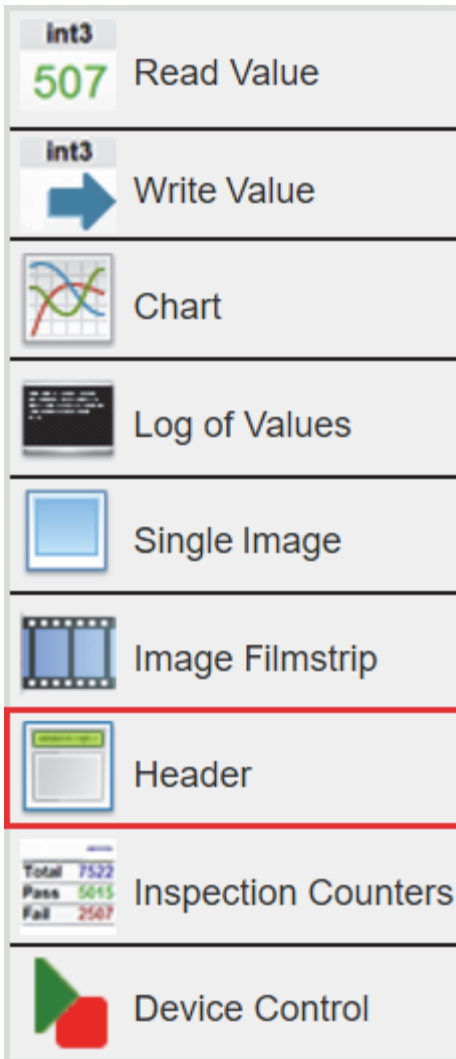 int3
507 Read Value
int3
Write Value
Chart
Log of Values
Single Image
Image Filmstrip
Header
Inspection Counters
Total 7522
Pass 5015
Fail 2507
Device Control